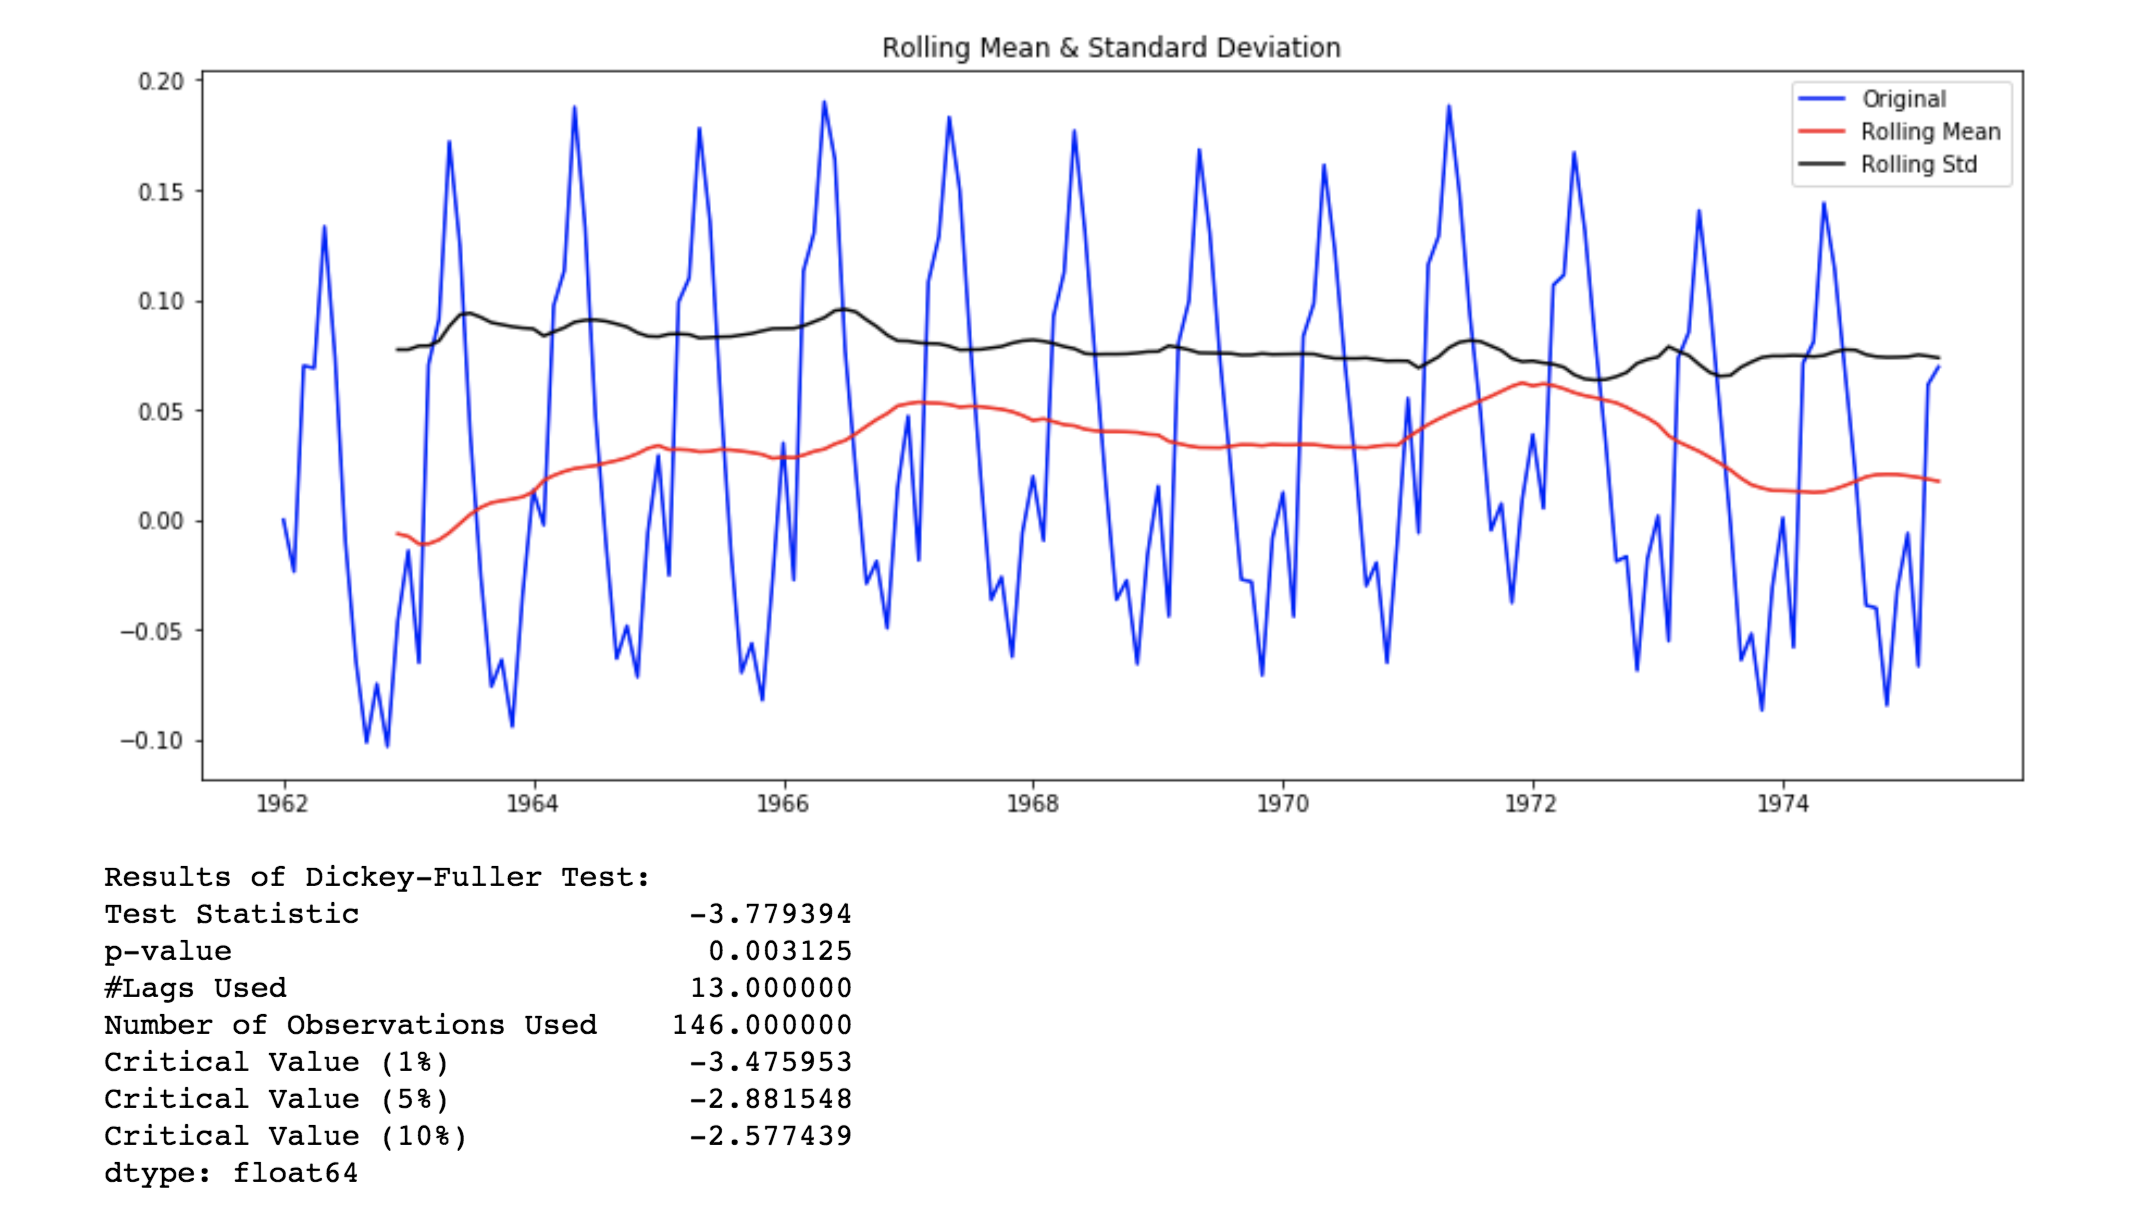 Rolling Mean & Standard Deviation
0.20
0.15
0.10
0.05
0.00
−0.05
−0.10
Original
Rolling Mean
Rolling Std
1962 1964 1966 1968 1970 1972 1974
Results of Dickey-Fuller Test:
Test Statistic -3.779394
p-value 0.003125
#Lags Used 13.000000
Number of Observations Used 146.000000
Critical Value (1%) -3.475953
Critical Value (5%) -2.881548
Critical Value (10%) -2.577439
dtype: float64